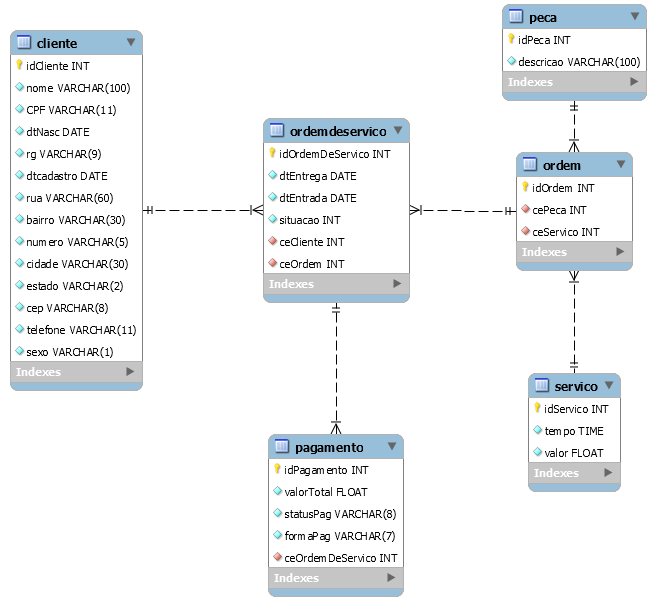 cliente
idCliente INT
nome VARCHAR(100)
CPF VARCHAR(11)
dtNasc DATE
rg VARCHAR(9)
dtcadastro DATE
rua VARCHAR(60)
bairro VARCHAR(30)
numero VARCHAR(5)
cidade VARCHAR(30)
estado VARCHAR(2)
cep VARCHAR(8)
telefone VARCHAR(11)
sexo VARCHAR(1)
Indexes
ordemdeservico
idOrdemDeServico INT
dtEntrega DATE
dtEntrada DATE
situacao INT
ceCliente INT
ceOrdem INT
Indexes
pagamento
idPagamento INT
valorTotal FLOAT
statusPag VARCHAR(8)
formaPag VARCHAR(7)
ceOrdemDeServico INT
Indexes
peca
idPeca INT
descricao VARCHAR(100)
Indexes
ordem
idOrdem INT
cePeca INT
ceServico INT
Indexes
servico
idServico INT
tempo TIME
valor FLOAT
Indexes